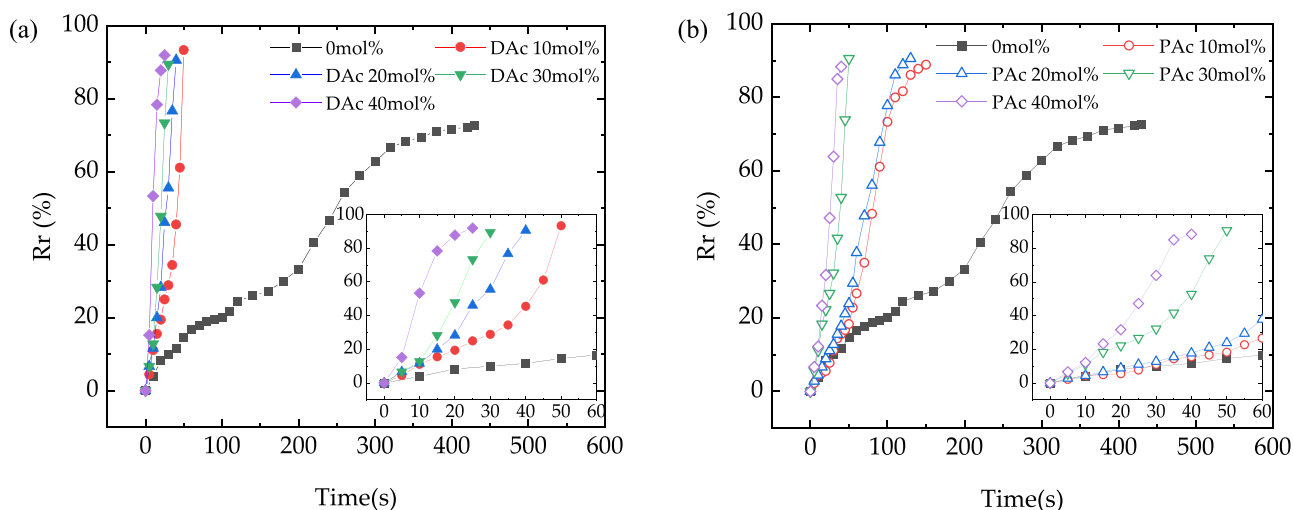 (a)
100
80
60
40
20
0
Rr (%)
0mol%
DAc 10mol%
DAc 20mol%
DAc 30mol%
DAc 40mol%
100
80
60
40
20
0
0 10 20 30 40 50 60
0 100 200 300 400 500 600
Time(s)
(b)
100
80
60
40
20
0
Rr (%)
0mol%
PAc 10mol%
PAc 20mol%
PAc 30mol%
PAc 40mol%
100
80
60
40
20
0
0 10 20 30 40 50 60
0 100 200 300 400 500 600
Time(s)